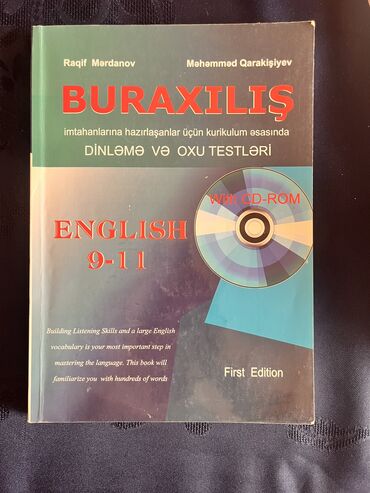 Raqif Mərdanov Məhəmməd Qarakişiyev
BURAXILIŞ
imtahanlarına hazırlaşanlar üçün kurikulum əsasında
DİNLƏMƏ VƏ OXU TESTLƏRİ
With CD-ROM
ENGLISH
9-11
Building Listening Skills and a large English
vocabulary is your most important step in
mastering the language. This book will
familiarize you with hundreds of words
First Edition